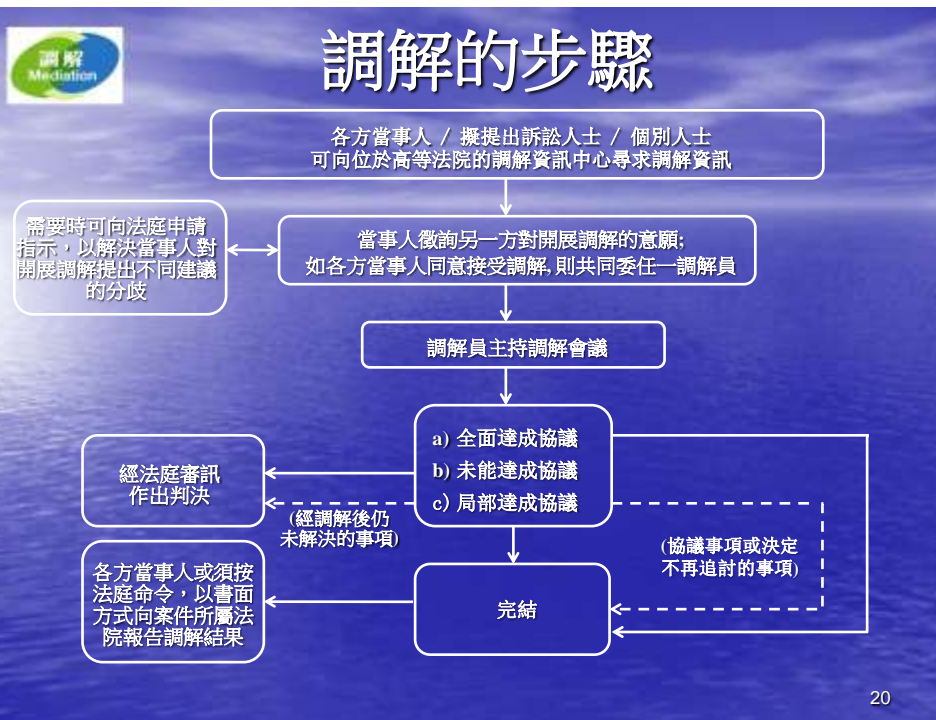 調解
Mediation
調解的步驟
各方當事人 / 擬提出訴訟人士 / 個別人士
可向位於高等法院的調解資訊中心尋求調解資訊
需要時可向法庭申請
指示，以解決當事人對
開展調解提出不同建議
的分歧
當事人徵詢另一方對開展調解的意願;
如各方當事人同意接受調解, 則共同委任一調解員
調解員主持調解會議
a) 全面達成協議
b) 未能達成協議
c) 局部達成協議
經法庭審訊
作出判決
(經調解後仍
未解決的事項)
(協議事項或決定
不再追討的事項)
各方當事人或須按
法庭命令，以書面
方式向案件所屬法
院報告調解結果
完結
20